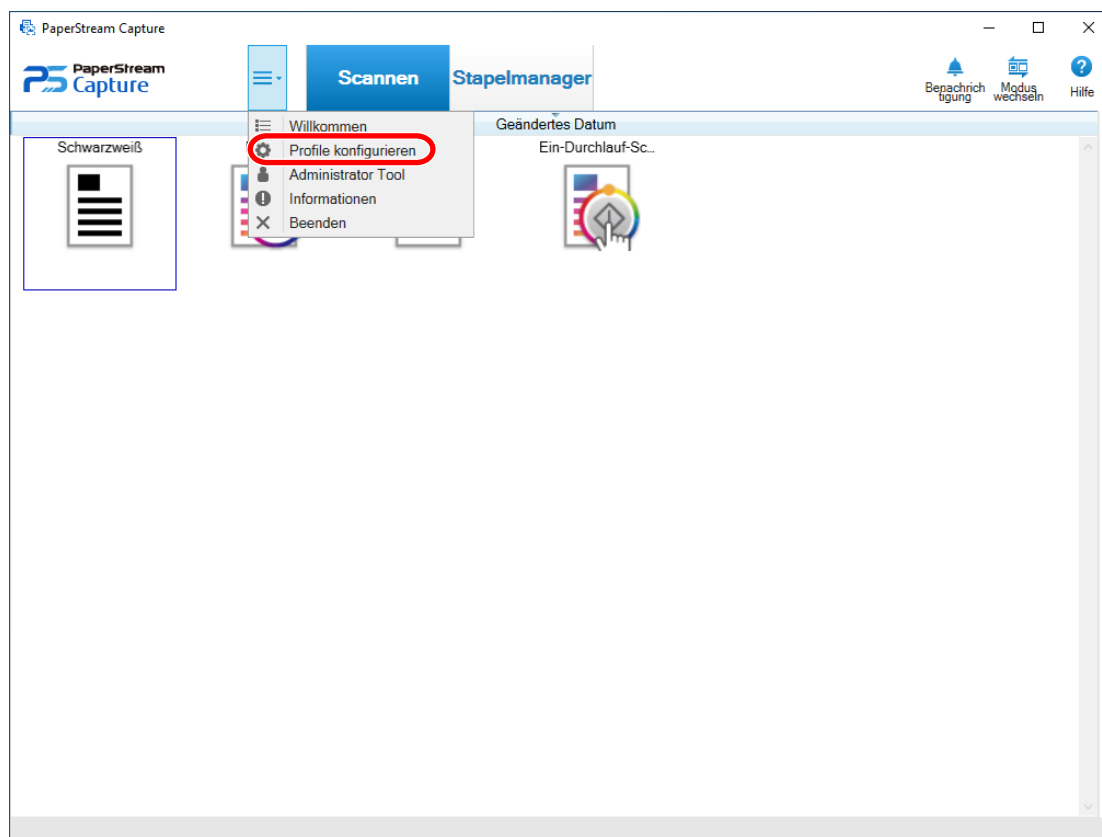 PaperStream Capture
PaperStream
Capture
Scannen
Stapelmanager
Benachrich
tigung
Modus
wechseln
Hilfe
Geändertes Datum
Willkommen
Profile konfigurieren
Administrator Tool
Informationen
Beenden
Schwarzweiß
Ein-Durchlauf-Sc...